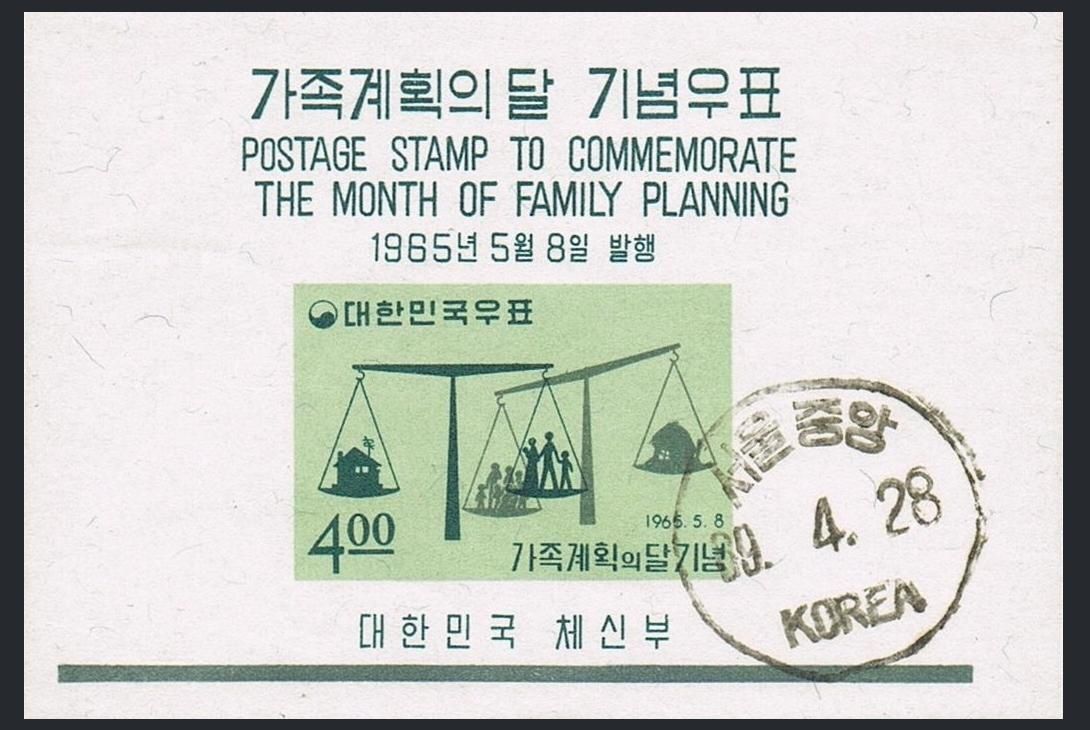 가족계획의 달 기념우표
POSTAGE STAMP TO COMMEMORATE
THE MONTH OF FAMILY PLANNING
1965년 5월 8일 발행
대한민국우표
400
1965. 5. 8
가족계획의달기념
서울중앙
4. 28
KOREA
대한민국 체신부